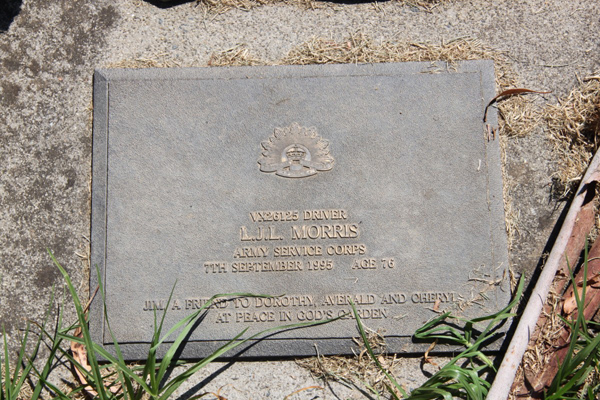 VX26125 DRIVER
L.J.L. MORRIS
ARMY SERVICE CORPS
7TH SEPTEMBER 1995 AGE 76
JIM, A FRIEND TO DOROTHY, AVERALD AND CHERYL
AT PEACE IN GOD'S GARDEN